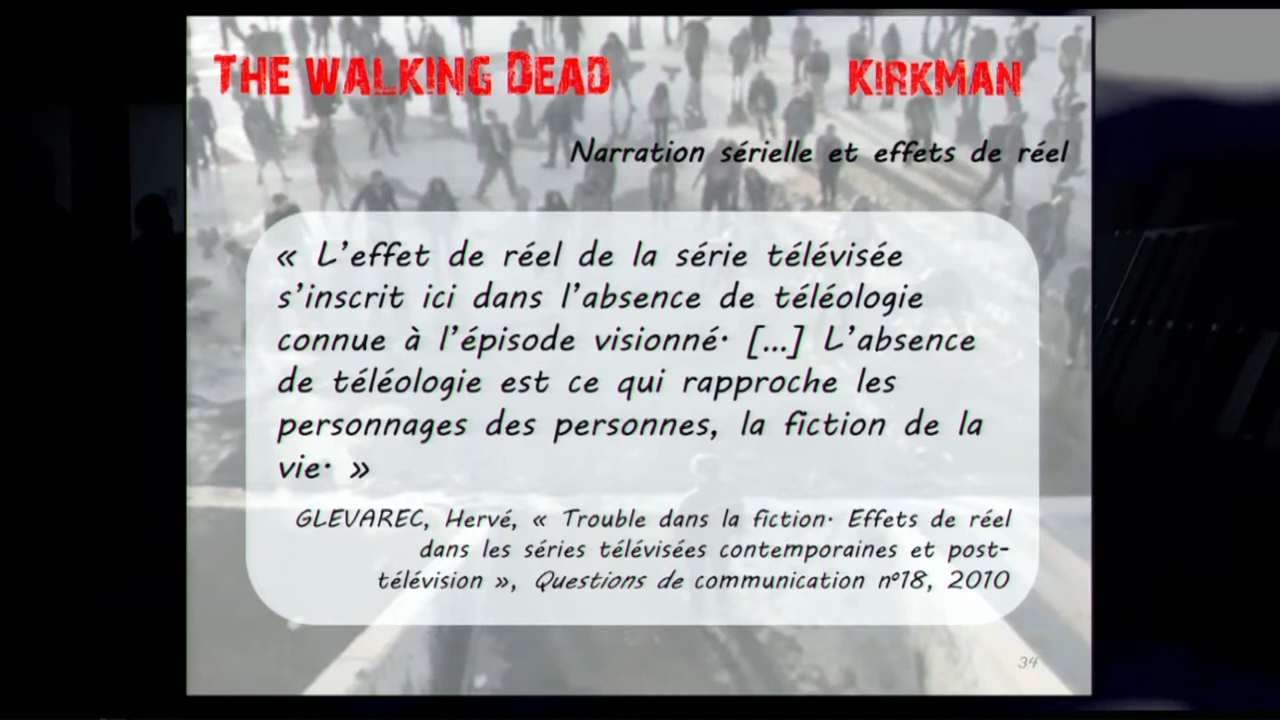 THE WALKING DEAD KIRKMAN
Narration sérielle et effets de réel
« L'effet de réel de la série télévisée
s'inscrit ici dans l'absence de téléologie
connue à l'épisode visionné. [...] L'absence
de téléologie est ce qui rapproche les
personnages des personnes, la fiction de la
vie. »
GLEVAREC, Hervé, « Trouble dans la fiction. Effets de réel
dans les séries télévisées contemporaines et post-
télévision », Questions de communication nº18, 2010
34